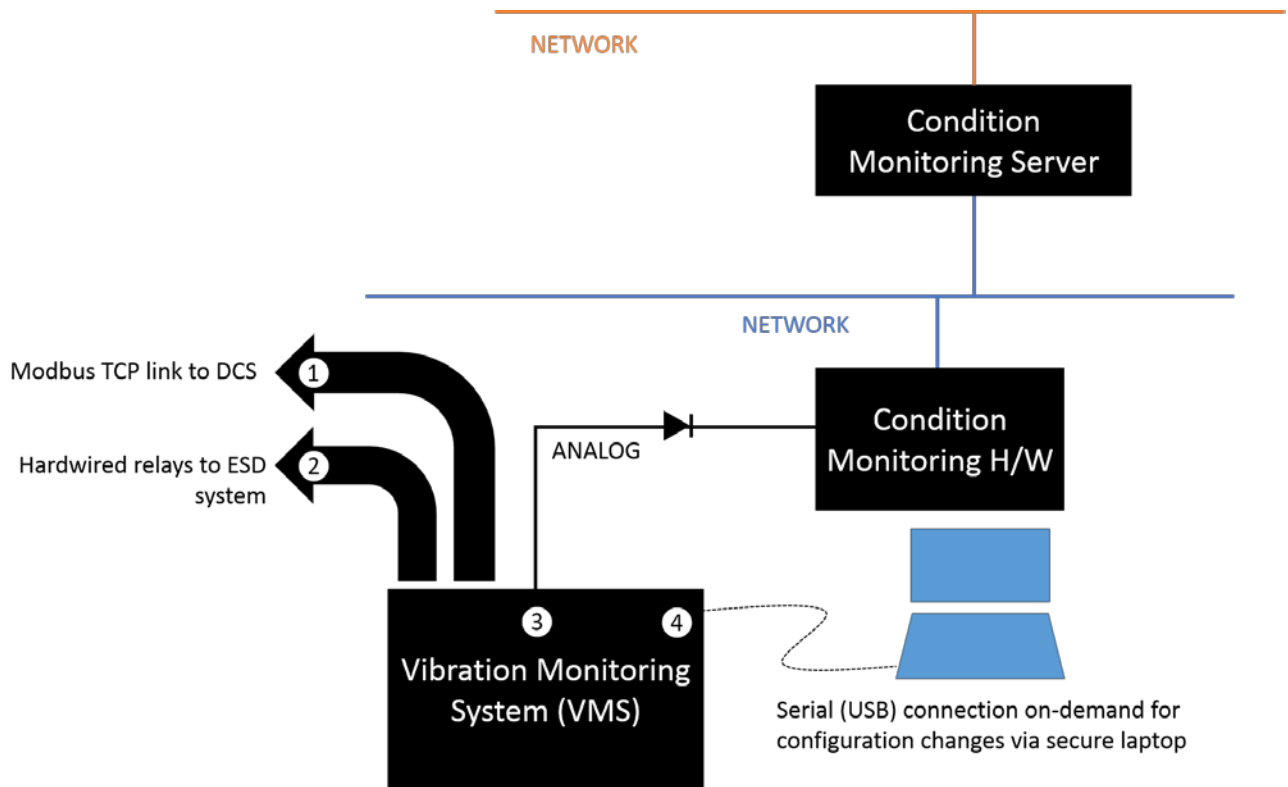 NETWORK
Condition
Monitoring Server
NETWORK
Modbus TCP link to DCS
1
Hardwired relays to ESD
system
2
ANALOG
Condition
Monitoring H/W
3
4
Vibration Monitoring
System (VMS)
Serial (USB) connection on-demand for
configuration changes via secure laptop